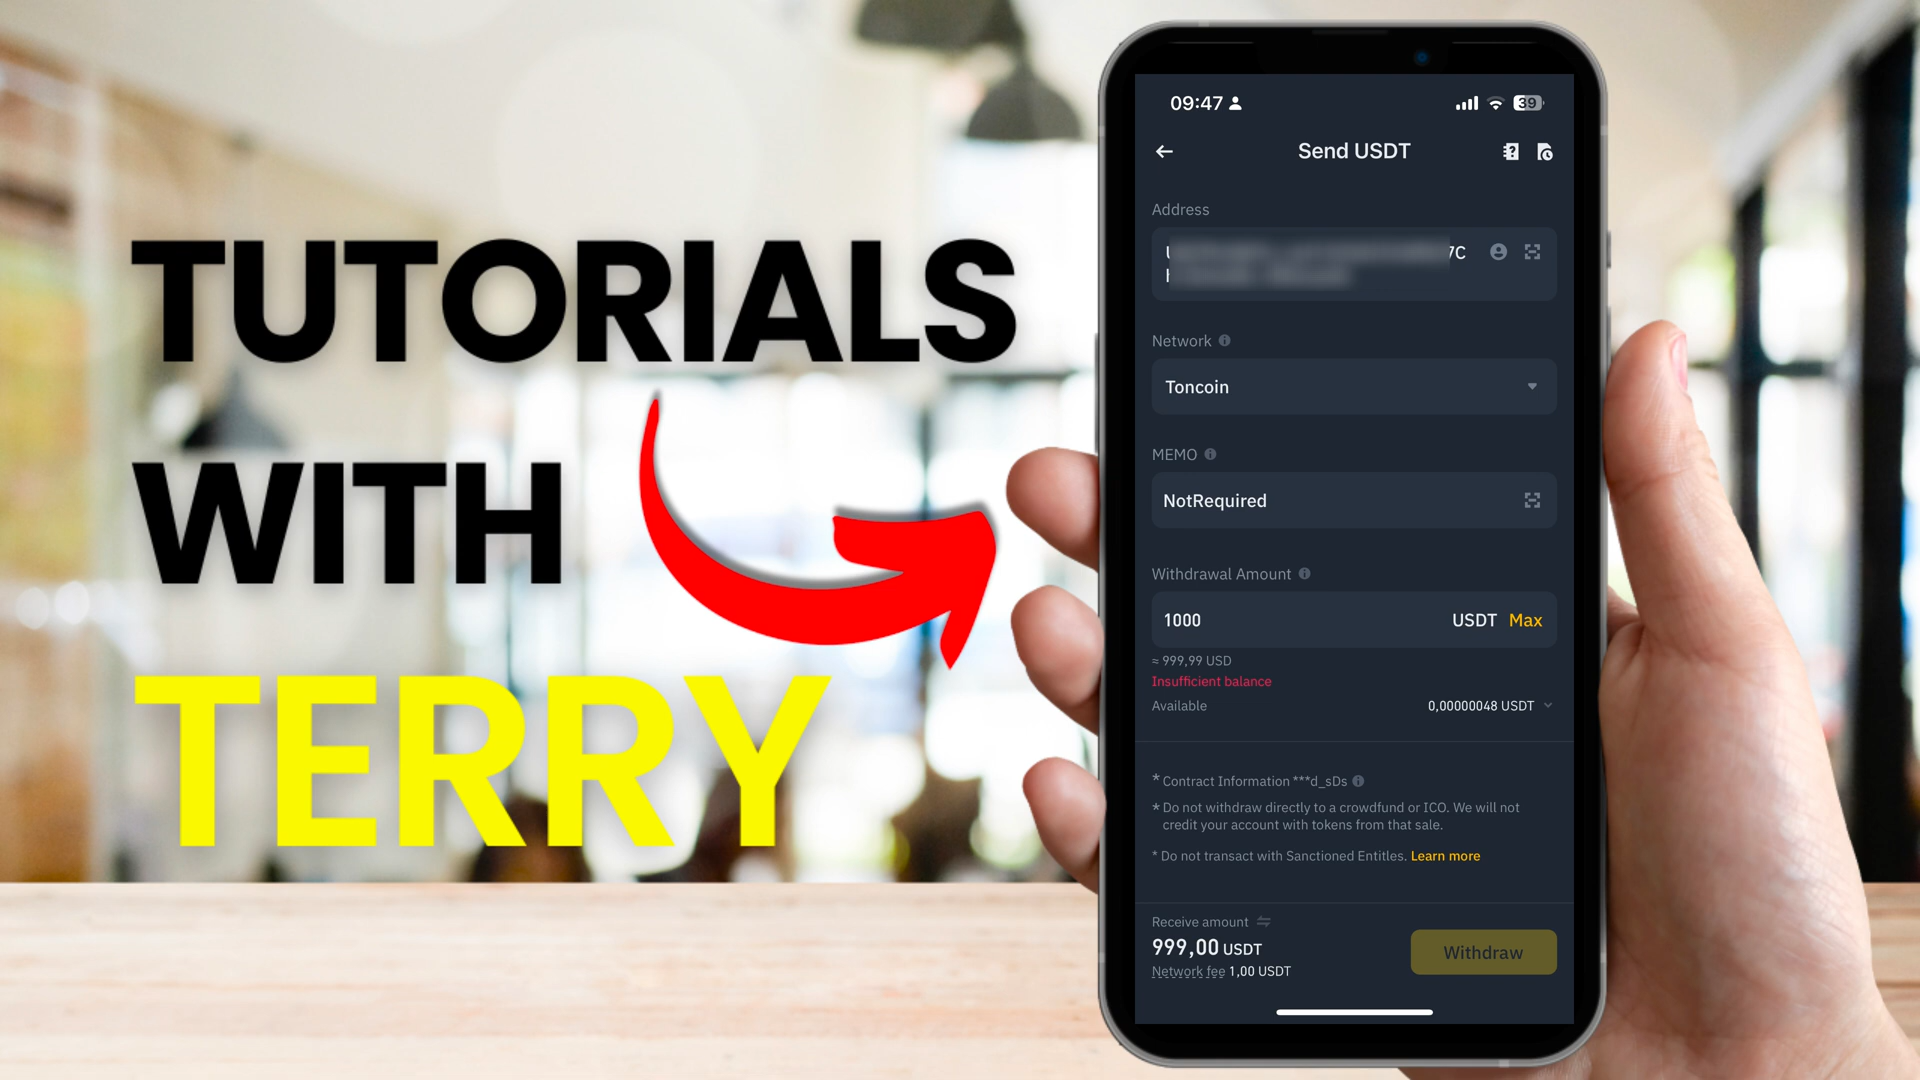 TUTORIALS
WITH
TERRY
09:47
39
Send USDT
Address
7C
Network
Toncoin
MEMO
NotRequired
Withdrawal Amount
1000 USDT Max
≈ 999,99 USD
Insufficient balance
Available 0,00000048 USDT
* Contract Information ***d_sDs
* Do not withdraw directly to a crowdfund or ICO. We will not
credit your account with tokens from that sale.
* Do not transact with Sanctioned Entitles. Learn more
Receive amount
999,00 USDT
Network fee 1,00 USDT
Withdraw